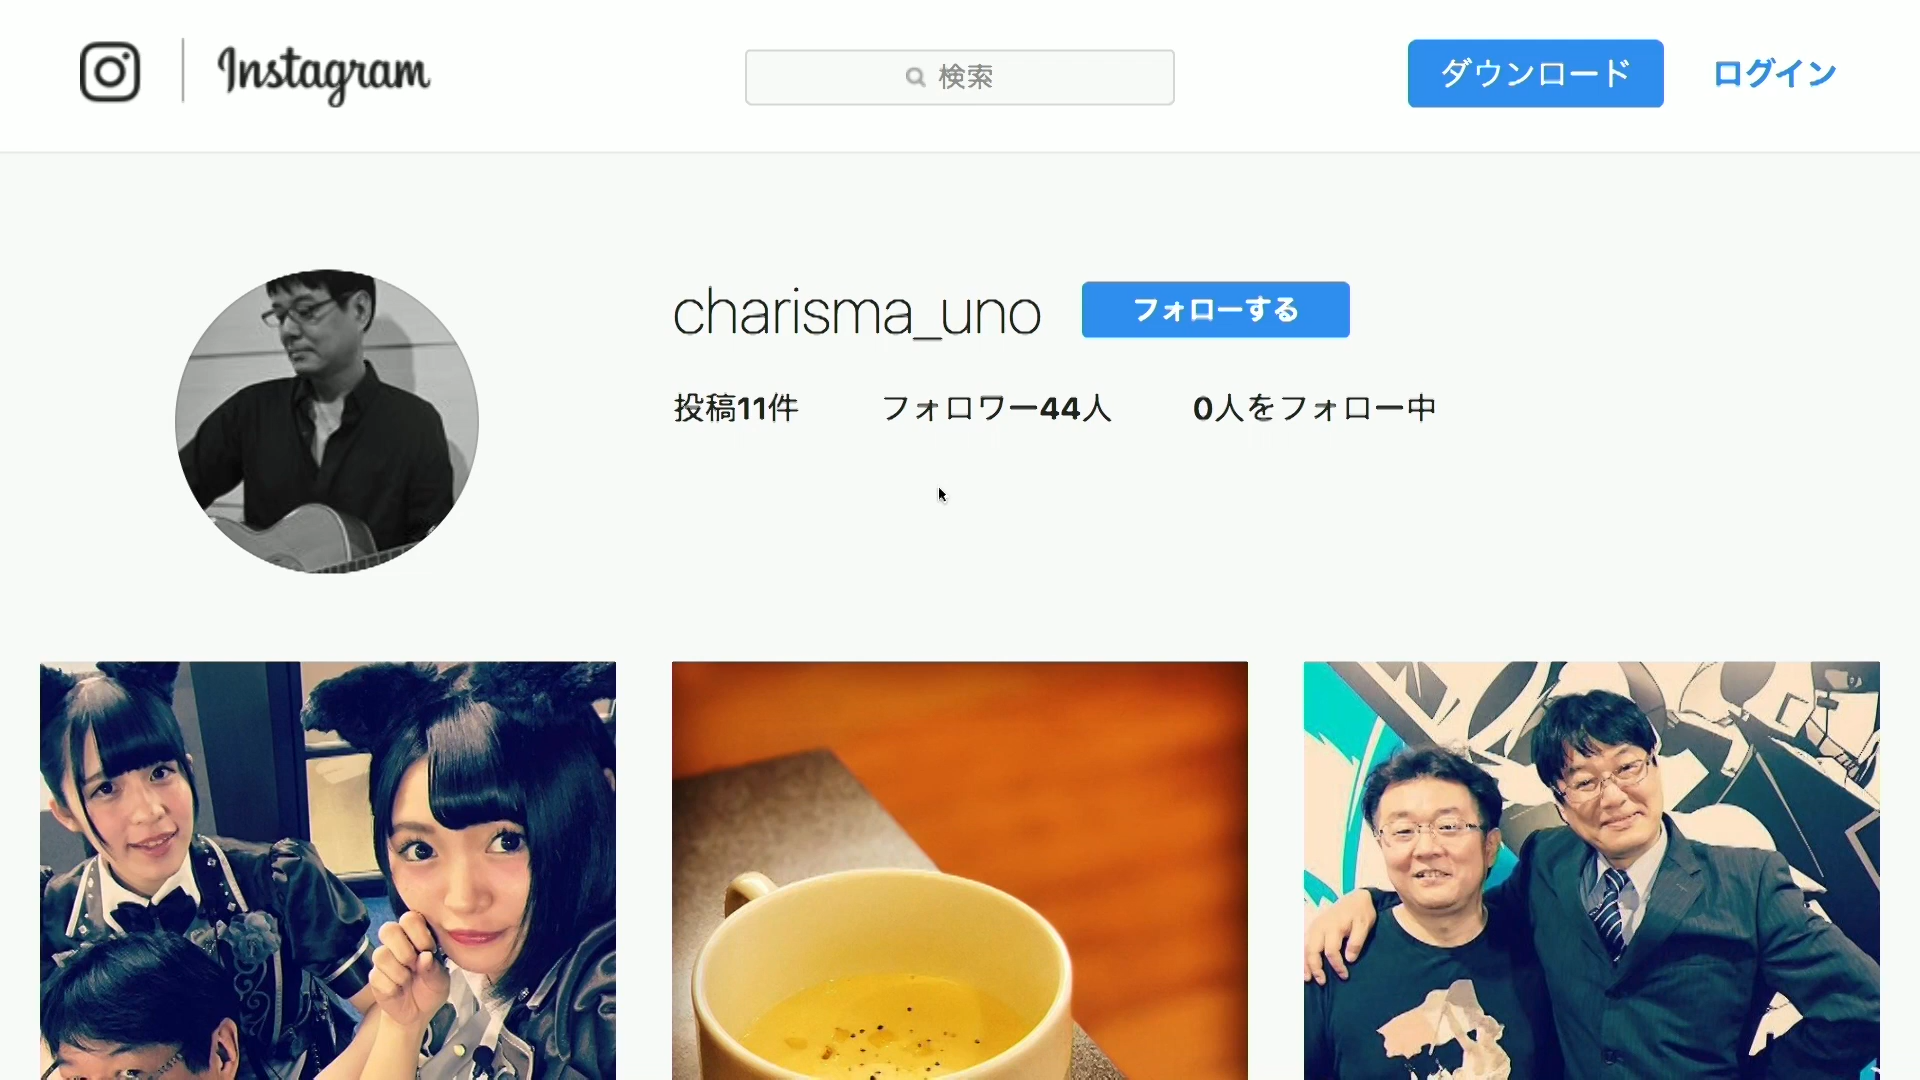 Instagram
検索
ダウンロード
ログイン
charisma_uno
フォローする
投稿11件
フォロワー44人
0人をフォロー中